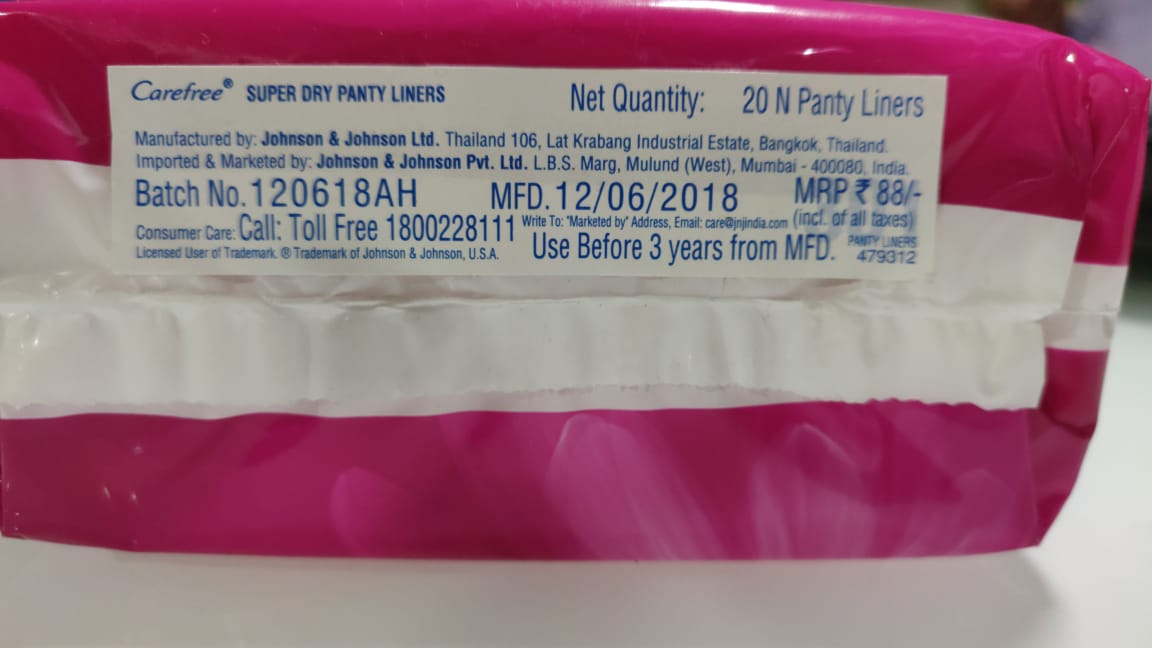 Carefree® SUPER DRY PANTY LINERS Net Quantity: 20 N Panty Liners
Manufactured by: Johnson & Johnson Ltd. Thailand 106, Lat Krabang Industrial Estate, Bangkok, Thailand.
Imported & Marketed by: Johnson & Johnson Pvt. Ltd. L.B.S. Marg, Mulund (West), Mumbai - 400080, India.
Batch No. 120618AH MFD. 12/06/2018 MRP ₹ 88/-
Consumer Care: Call: Toll Free 1800228111 Write To: "Marketed by" Address, Email: care@jnjindia.com (incl. of all taxes)
Licensed User of Trademark. ® Trademark of Johnson & Johnson, U.S.A. Use Before 3 years from MFD. PANTY LINERS
479312